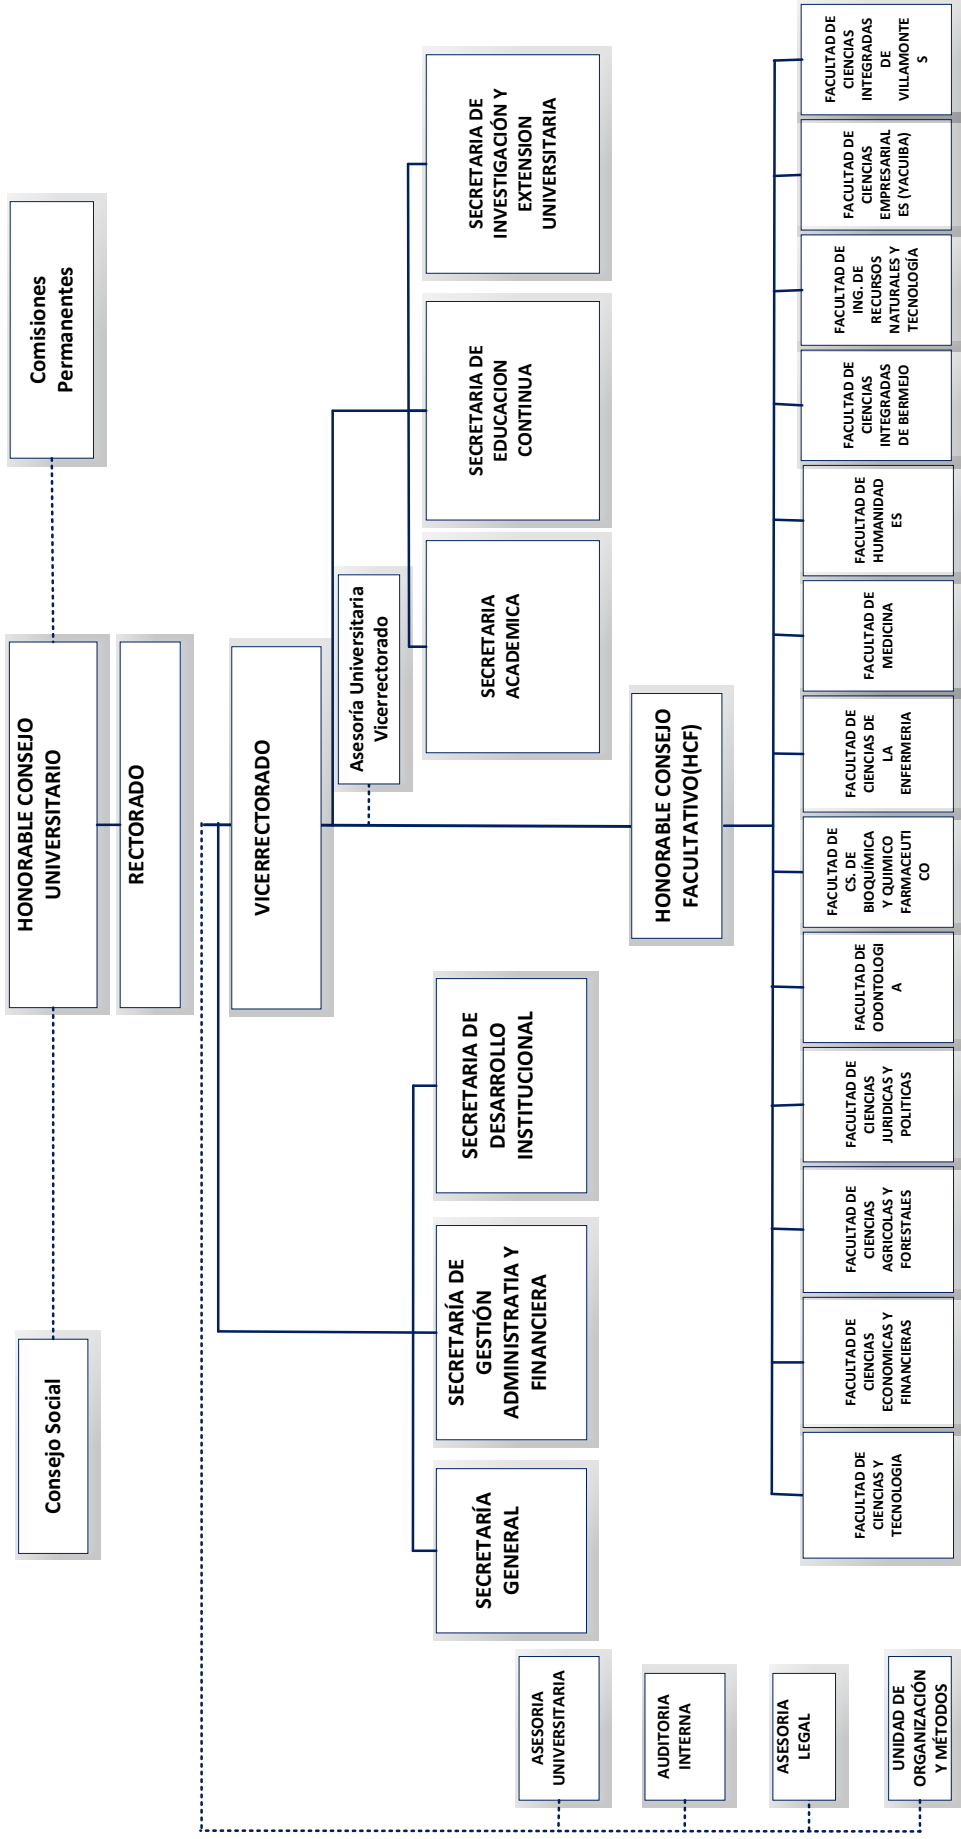 Consejo Social
HONORABLE CONSEJO
UNIVERSITARIO
Comisiones
Permanentes
RECTORADO
VICERRECTORADO
Asesoría Universitaria
Vicerrectorado
SECRETARÍA
GENERAL
SECRETARÍA DE
GESTIÓN
ADMINISTRATIA Y
FINANCIERA
SECRETARIA DE
DESARROLLO
INSTITUCIONAL
SECRETARIA
ACADEMICA
SECRETARIA DE
EDUCACION
CONTINUA
SECRETARIA DE
INVESTIGACIÓN Y
EXTENSION
UNIVERSITARIA
ASESORIA
UNIVERSITARIA
AUDITORIA
INTERNA
ASESORIA
LEGAL
UNIDAD DE
ORGANIZACIÓN
Y MÉTODOS
HONORABLE CONSEJO
FACULTATIVO(HCF)
FACULTAD DE
CIENCIAS Y
TECNOLOGIA
FACULTAD DE
CIENCIAS
ECONOMICAS Y
FINANCIERAS
FACULTAD DE
CIENCIAS
AGRICOLAS Y
FORESTALES
FACULTAD DE
CIENCIAS
JURIDICAS Y
POLITICAS
FACULTAD DE
ODONTOLOGI
A
FACULTAD DE
CS. DE
BIOQUÍMICA
Y QUIMICO
FARMACEUTI
CO
FACULTAD DE
CIENCIAS DE
LA
ENFERMERIA
FACULTAD DE
MEDICINA
FACULTAD DE
HUMANIDAD
ES
FACULTAD DE
CIENCIAS
INTEGRADAS
DE BERMEJO
FACULTAD DE
ING. DE
RECURSOS
NATURALES Y
TECNOLOGÍA
FACULTAD DE
CIENCIAS
EMPRESARIAL
ES (YACUIBA)
FACULTAD DE
CIENCIAS
INTEGRADAS
DE
VILLAMONTE
S